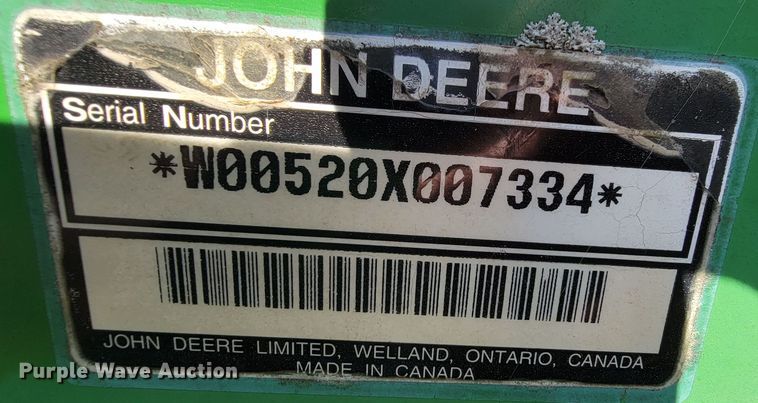 JOHN DEERE
Serial Number
*W00520X007334*
JOHN DEERE LIMITED, WELLAND, ONTARIO, CANADA
MADE IN CANADA
Purple Wave Auction